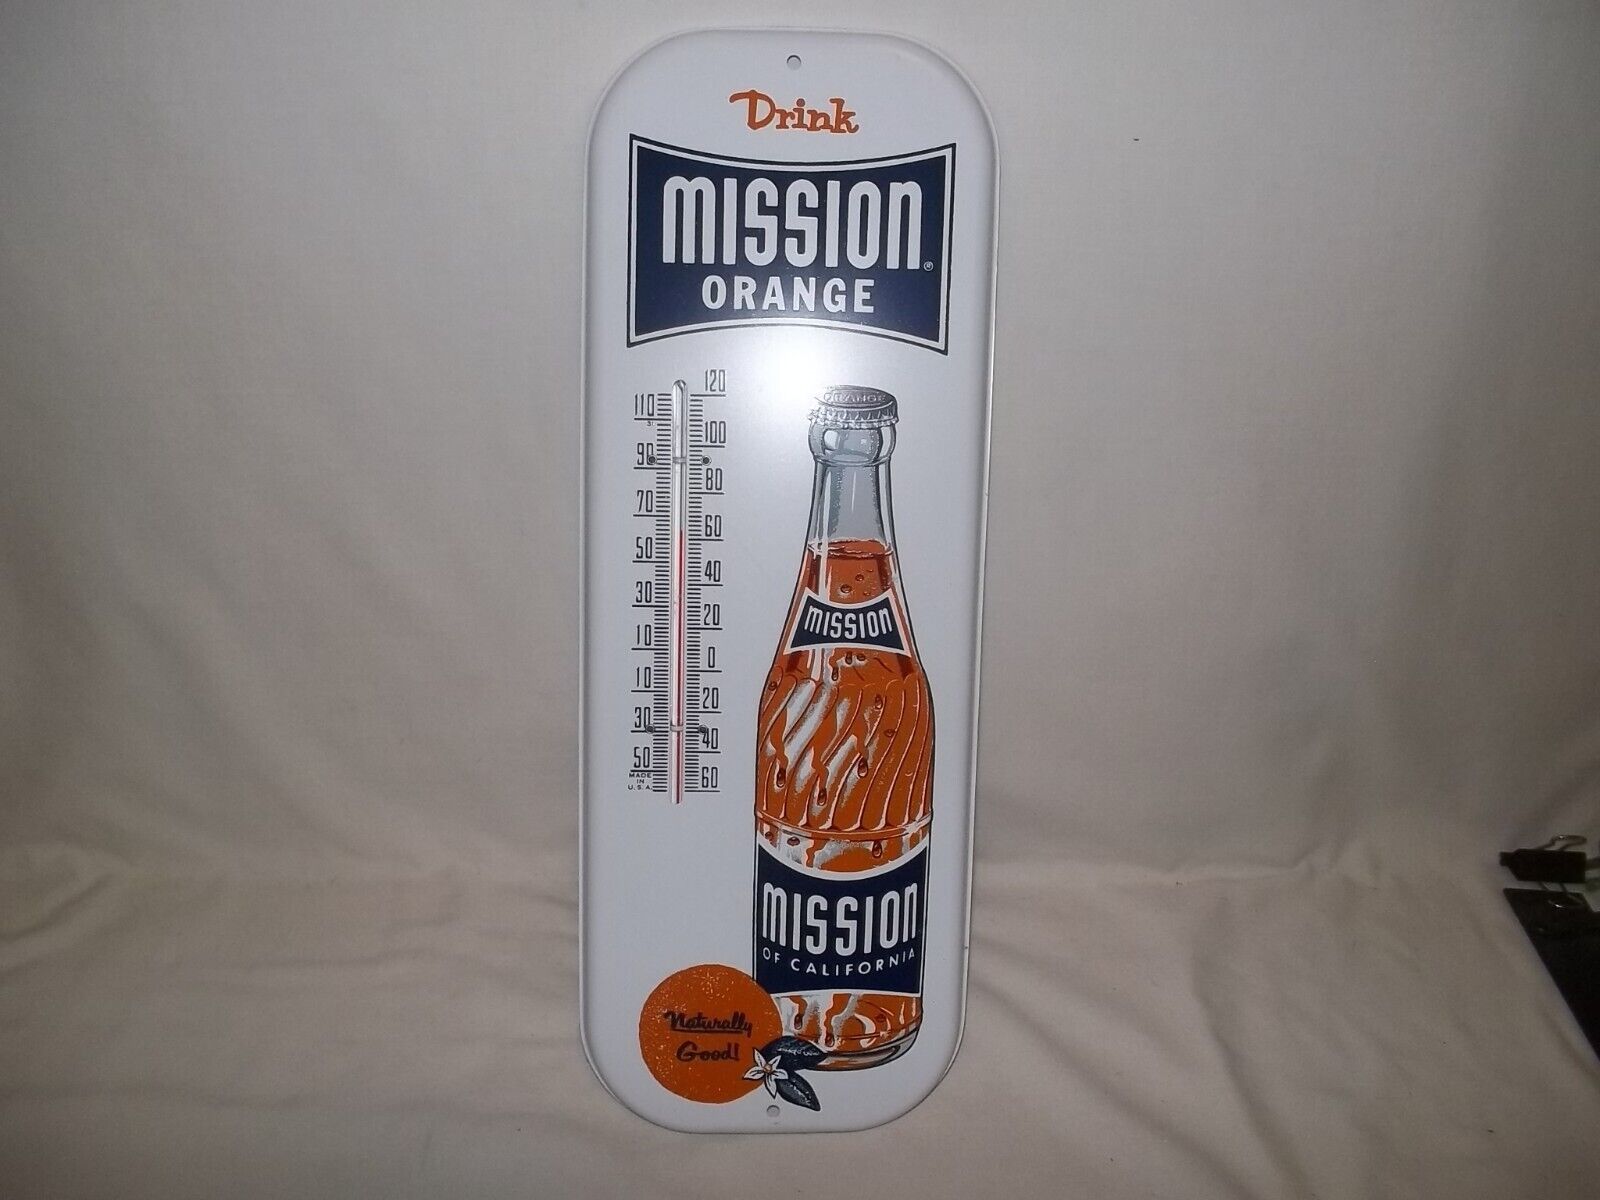 Drink
MISSION®
ORANGE
120
110
100
90
80
70
60
50
40
30
20
10
0
10
20
30
40
50
60
MADE
IN
U.S.A.
ORANGE
MISSION
MISSION
OF CALIFORNIA
Naturally
Good!